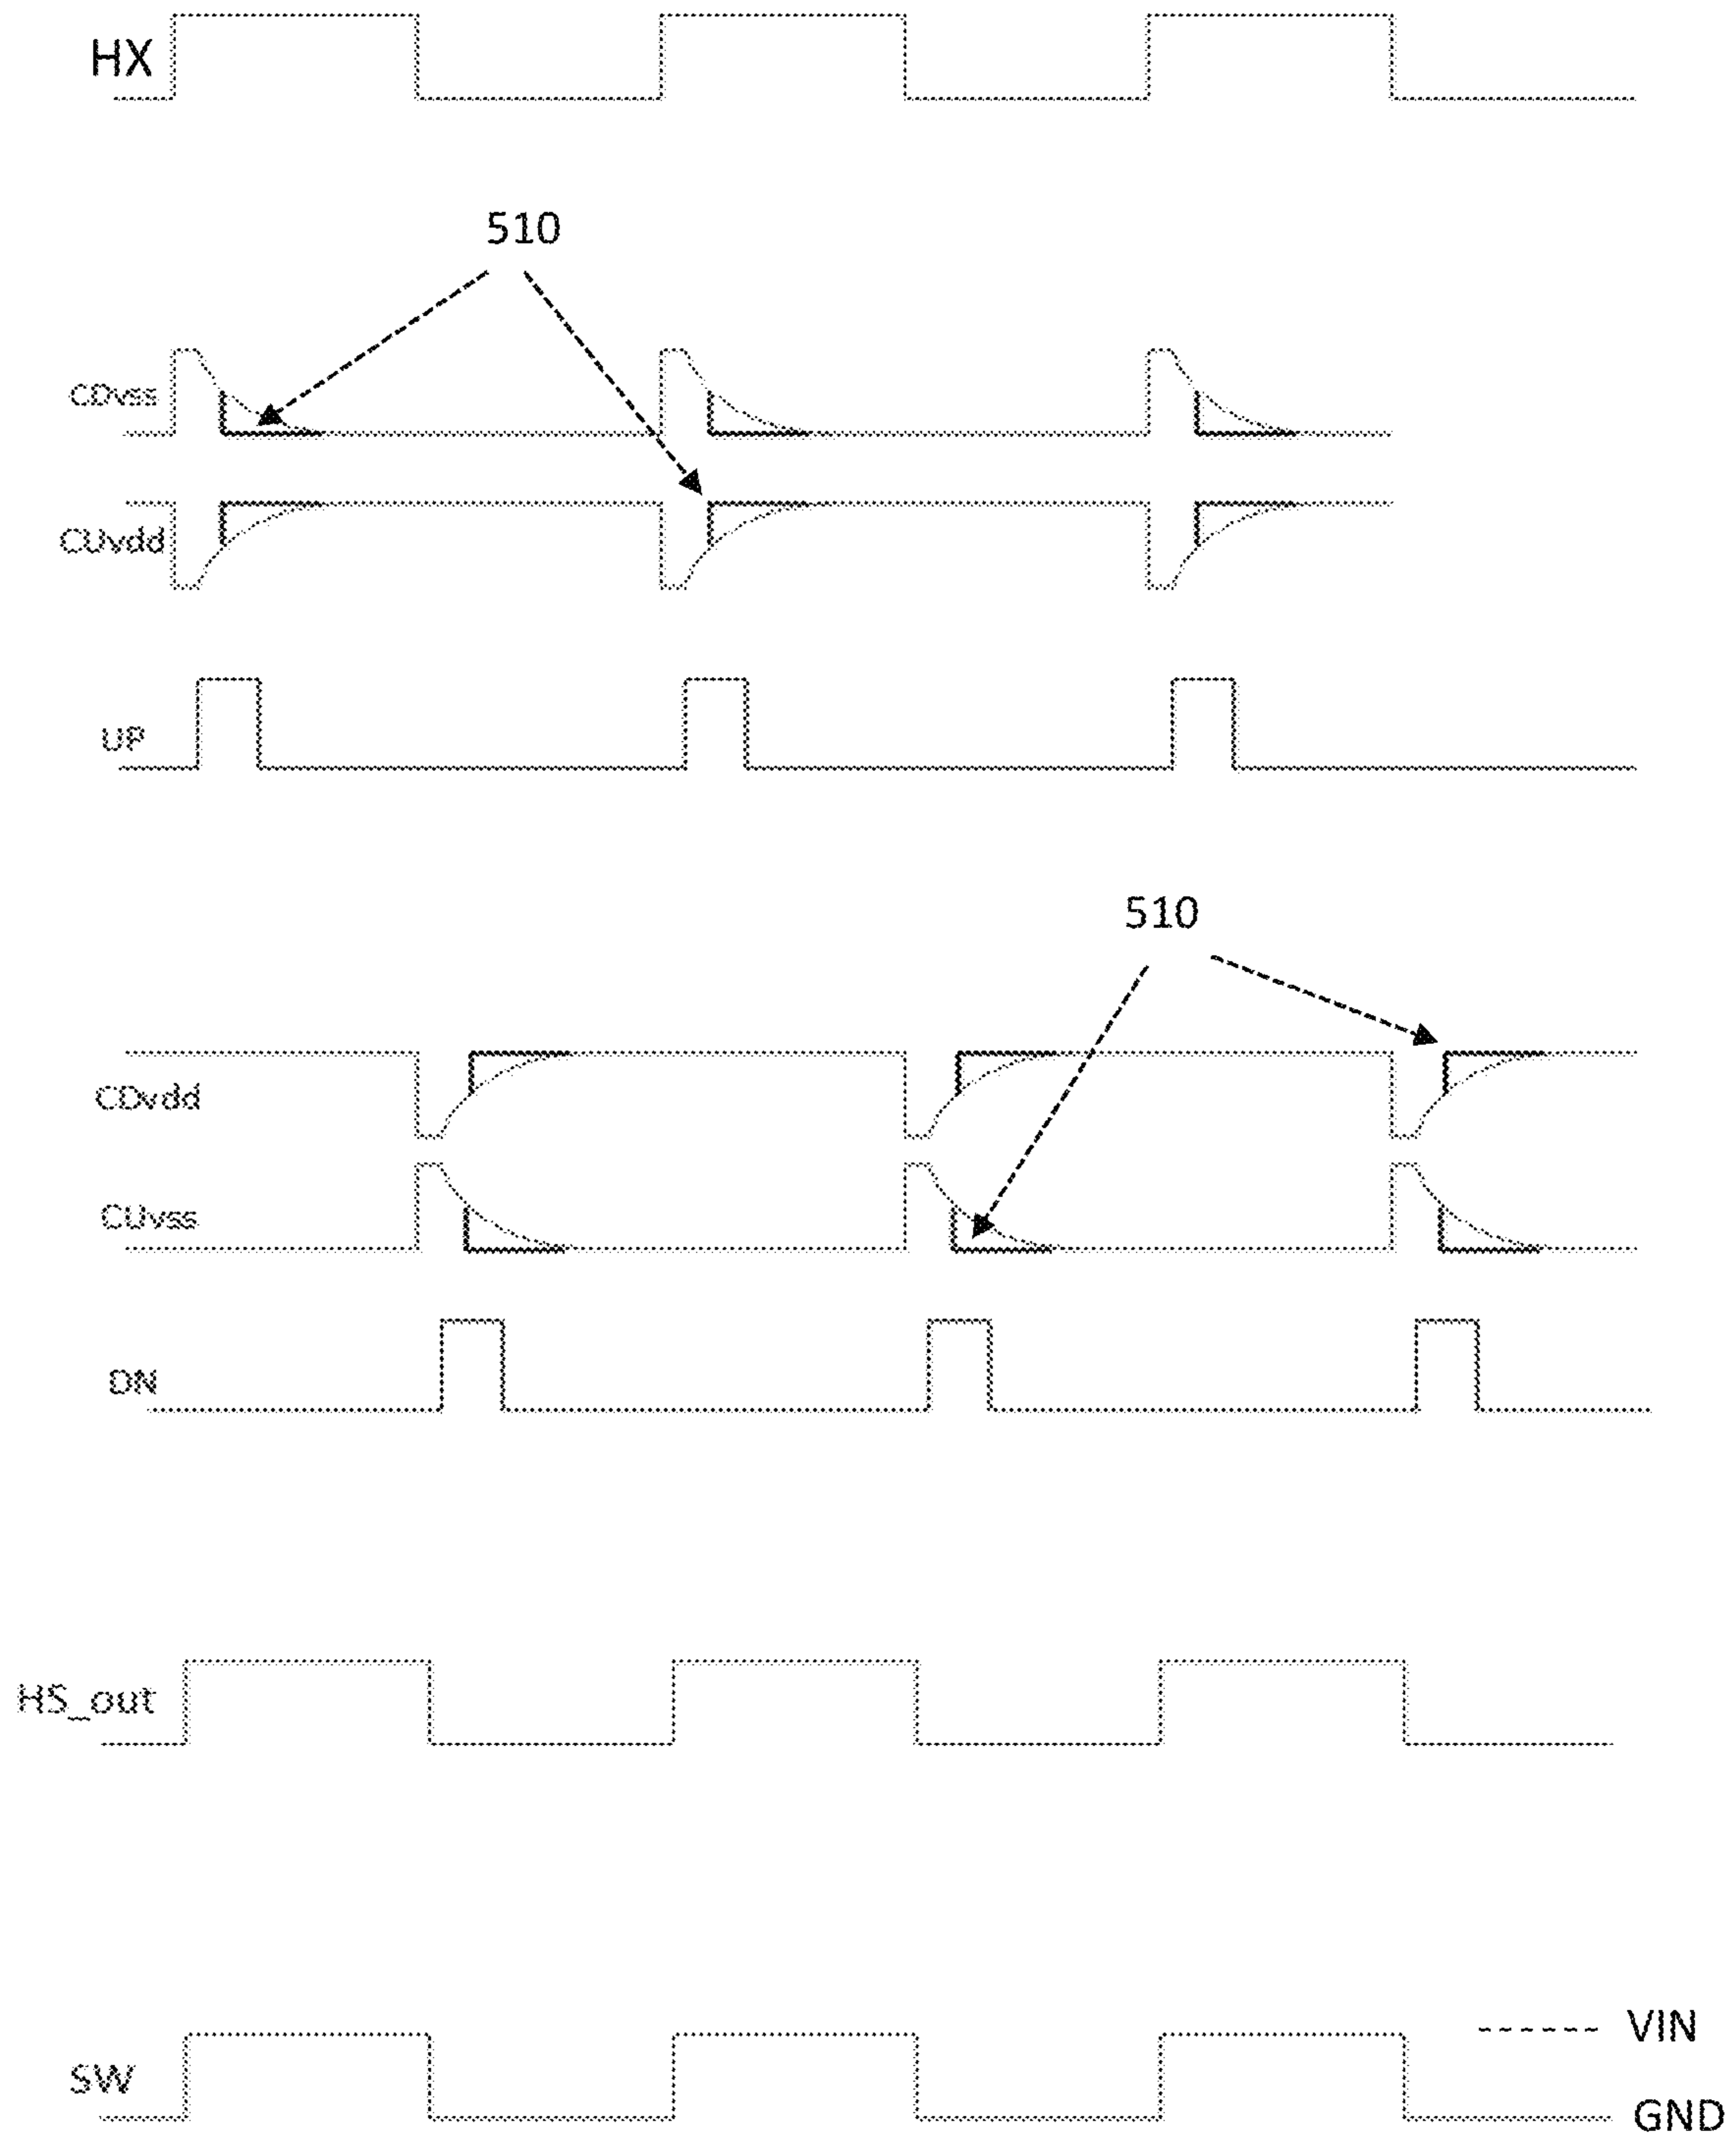 HX
510
CDvss
CUvdd
UP
510
CDvdd
CUvss
DN
HS_out
VIN
SW
GND